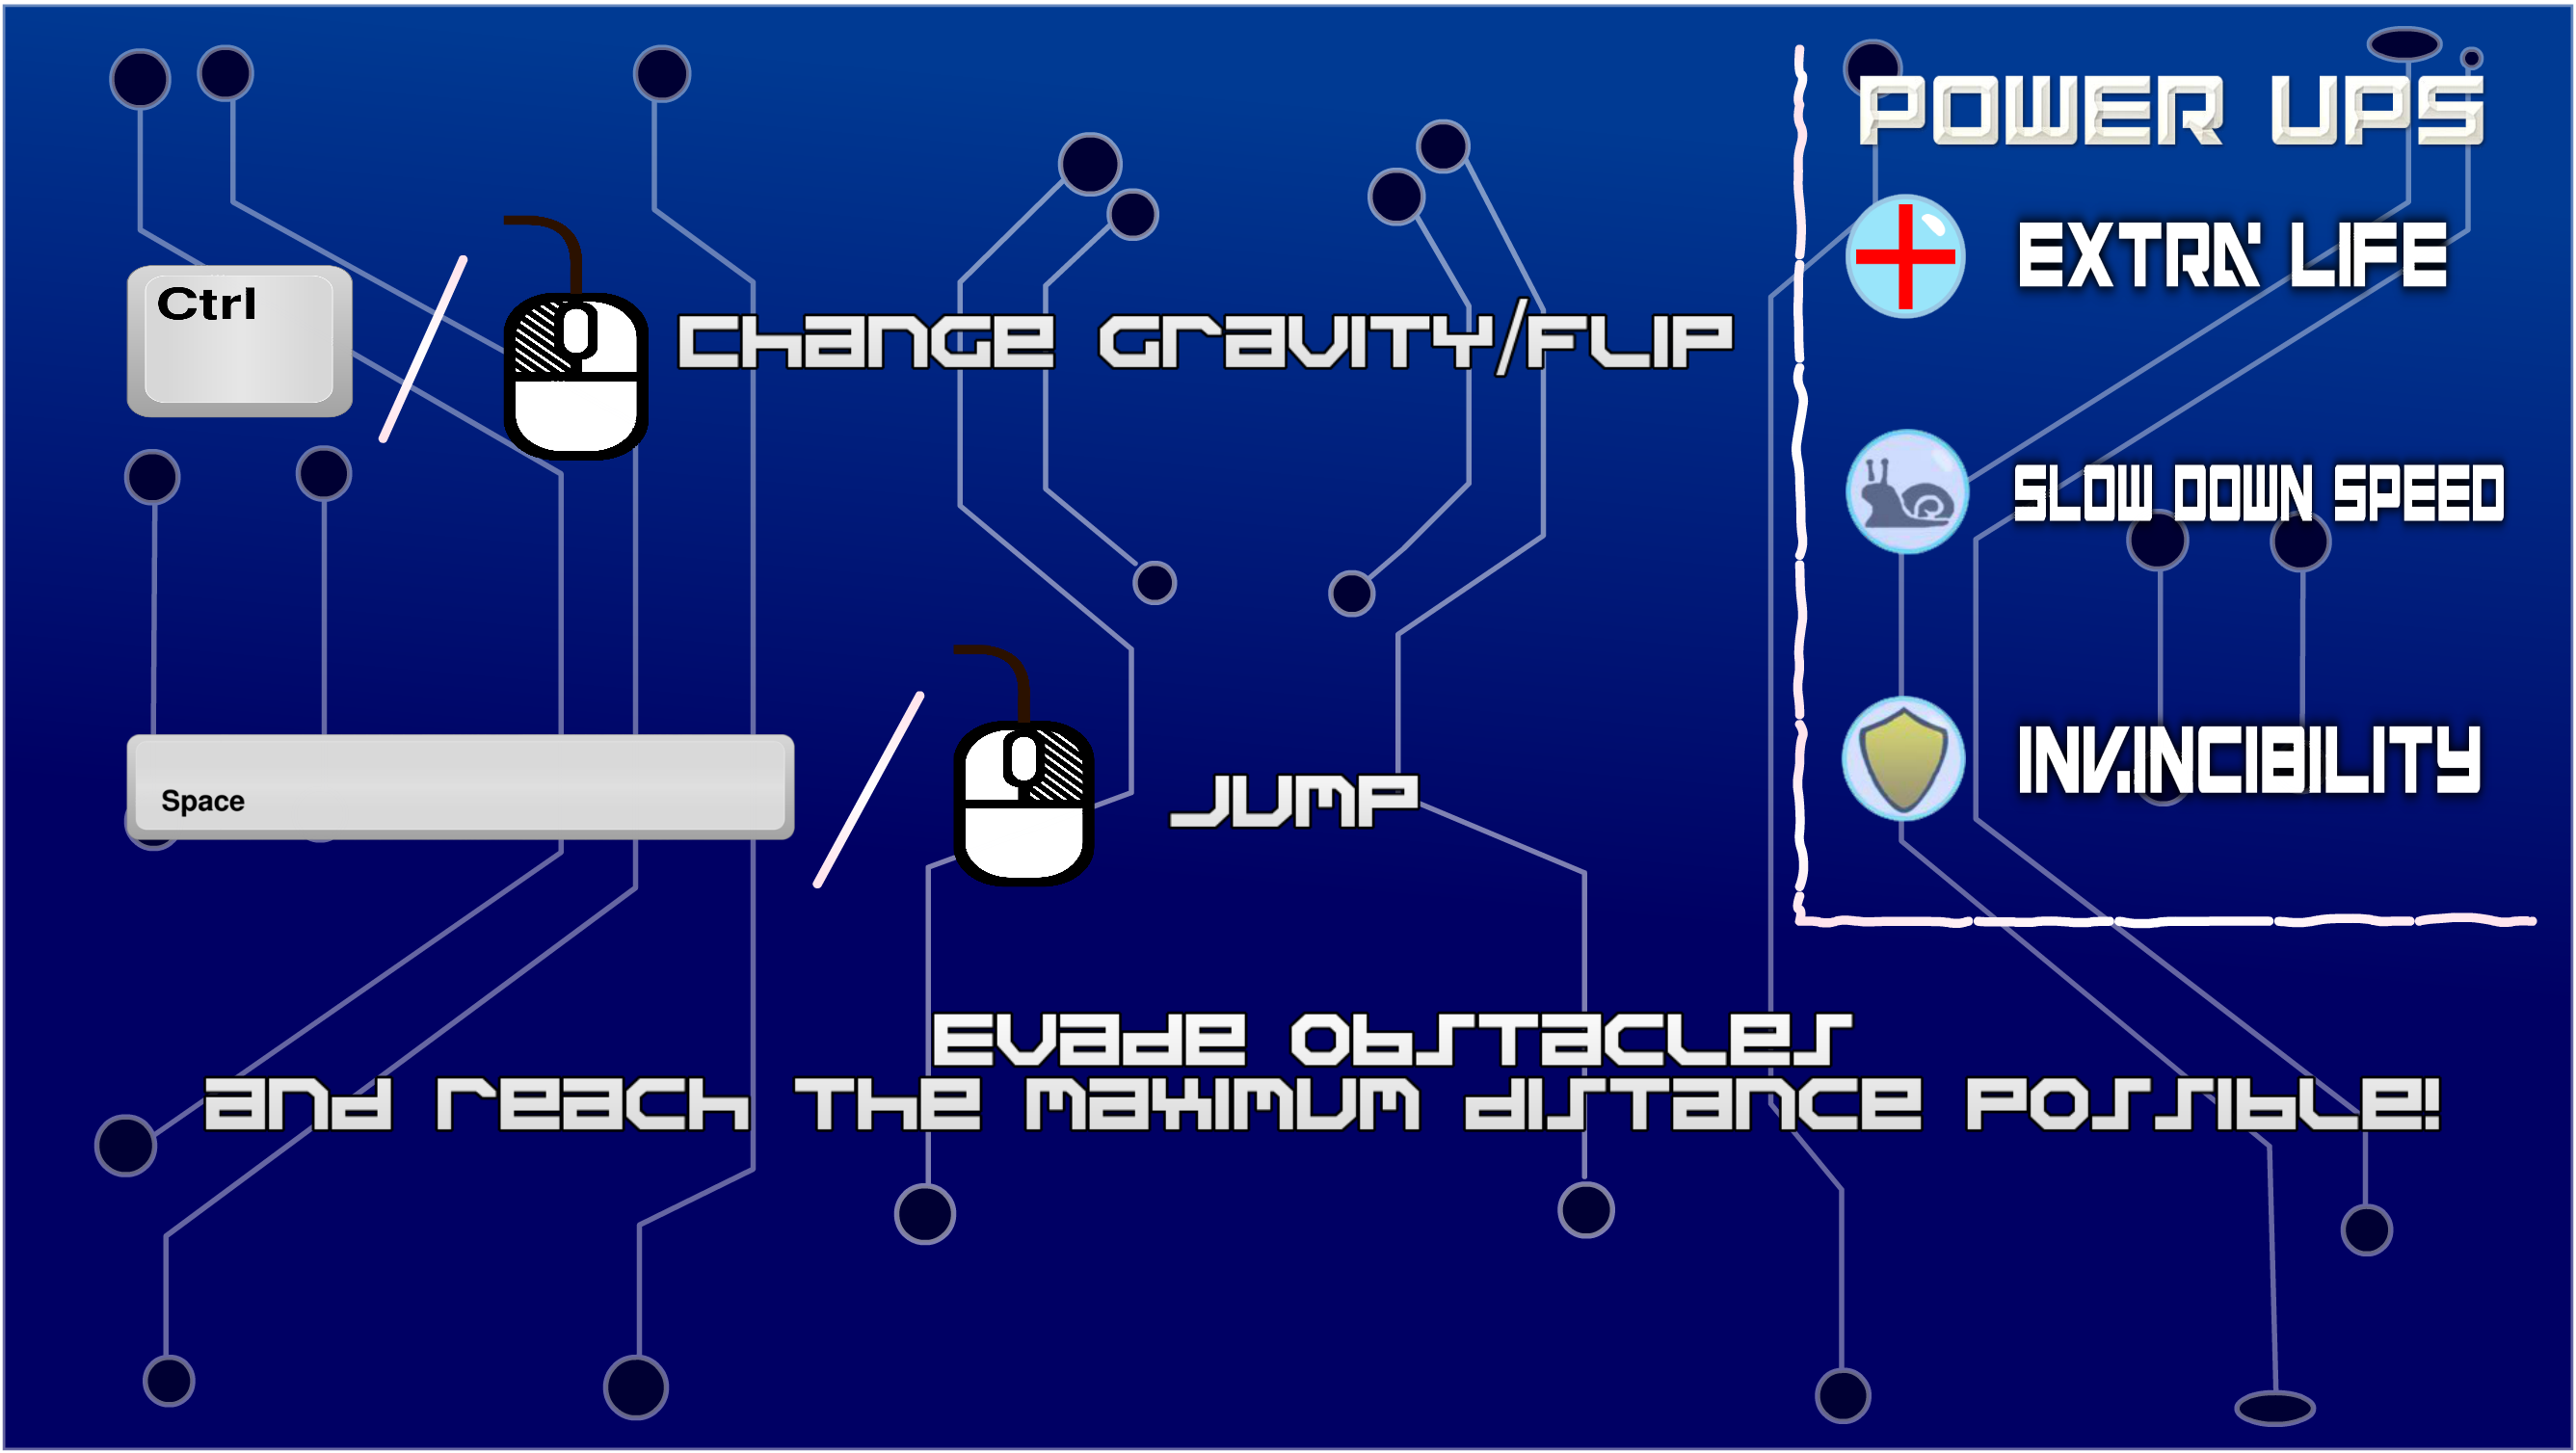 Ctrl / CHANGE GRAVITY/FLIP
Space / JUMP
POWER UPS
EXTRA LIFE
SLOW DOWN SPEED
INVINCIBILITY
EVADE OBSTACLES
AND REACH THE MAXIMUM DISTANCE POSSIBLE!